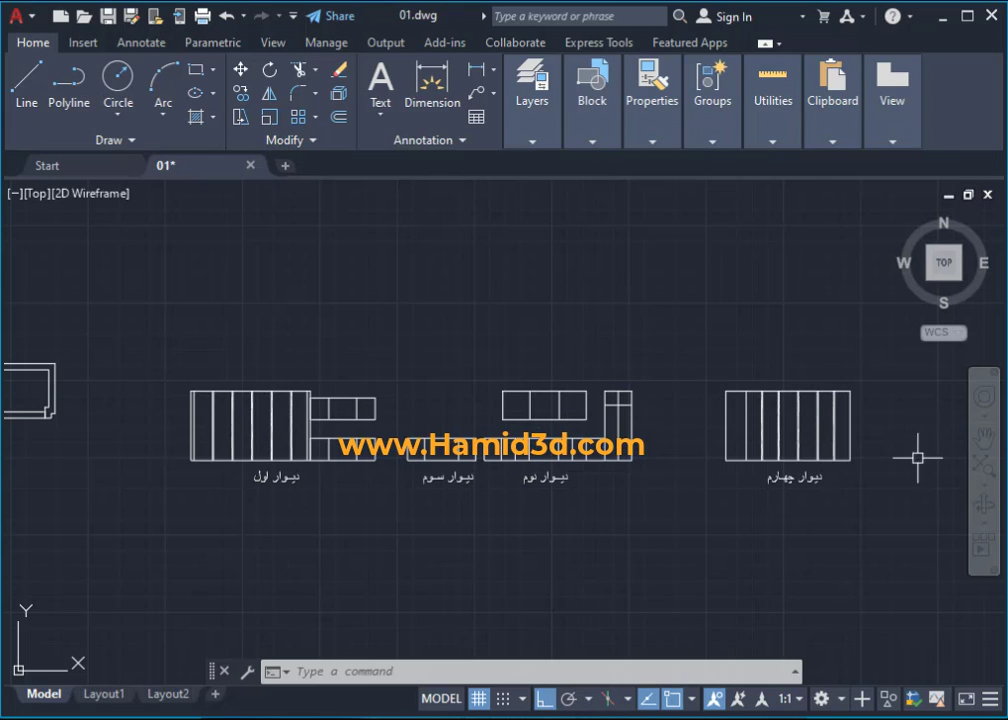 Share
01.dwg
Type a keyword or phrase
Sign In
Home Insert Annotate Parametric View Manage Output Add-ins Collaborate Express Tools Featured Apps
Line Polyline Circle Arc Text Dimension Layers Block Properties Groups Utilities Clipboard View
Draw Modify Annotation
Start 01*
[−][Top][2D Wireframe]
N
W TOP E
S
WCS
www.Hamid3d.com
دیوار اول دیوار سوم دیوار دوم دیوار چهارم
Y
X
Type a command
Model Layout1 Layout2 MODEL 1:1